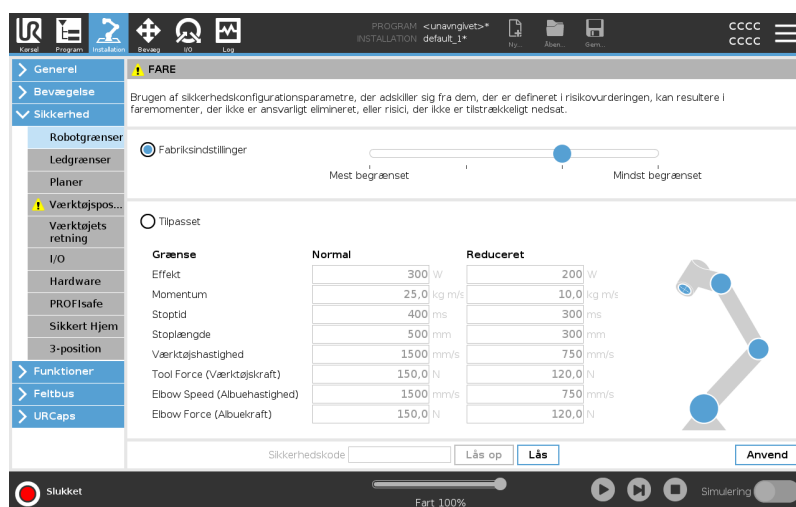 PROGRAM <unavngivet>*
INSTALLATION default_1*
Kørsel Program Installation Bevæg I/O Log Ny... Åben... Gem...
CCCC
CCCC
Generel
Bevægelse
Sikkerhed
Robotgrænser
Ledgrænser
Planer
Værktøjspos...
Værktøjets
retning
I/O
Hardware
PROFIsafe
Sikkert Hjem
3-position
Funktioner
Feltbus
URCaps
FARE
Brugen af sikkerhedskonfigurationsparametre, der adskiller sig fra dem, der er defineret i risikovurderingen, kan resultere i
faremomenter, der ikke er ansvarligt elimineret, eller risici, der ikke er tilstrækkeligt nedsat.
Fabriksindstillinger
Mest begrænset Mindst begrænset
Tilpasset
Grænse Normal Reduceret
Effekt 300 W 200 W
Momentum 25,0 kg m/s 10,0 kg m/s
Stoptid 400 ms 300 ms
Stoplængde 500 mm 300 mm
Værktøjshastighed 1500 mm/s 750 mm/s
Tool Force (Værktøjskraft) 150,0 N 120,0 N
Elbow Speed (Albuehastighed) 1500 mm/s 750 mm/s
Elbow Force (Albuekraft) 150,0 N 120,0 N
Sikkerhedskode Lås op Lås Anvend
Slukket
Fart 100%
Simulering